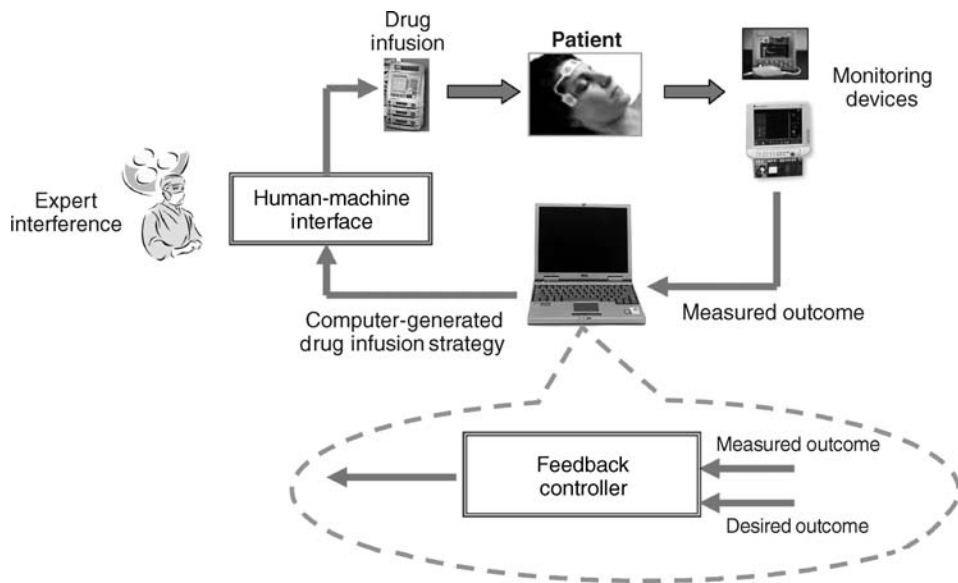 Drug
infusion
Patient
Monitoring
devices
Expert
interference
Human-machine
interface
Computer-generated
drug infusion strategy
Measured outcome
Feedback
controller
Measured outcome
Desired outcome